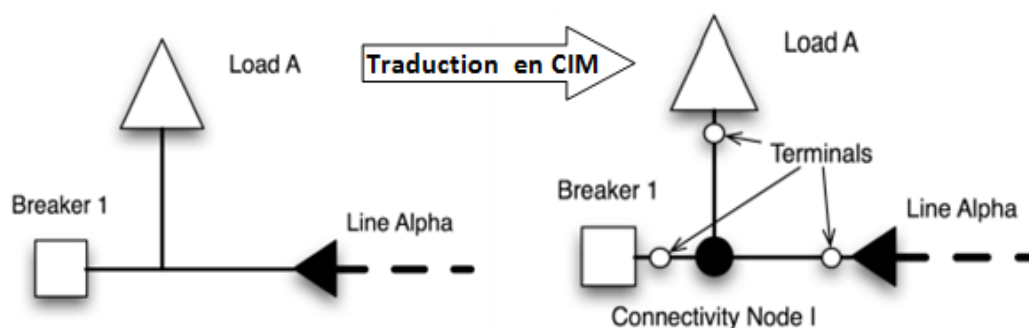 Load A
Breaker 1
Line Alpha
Traduction en CIM
Load A
Terminals
Breaker 1
Line Alpha
Connectivity Node I